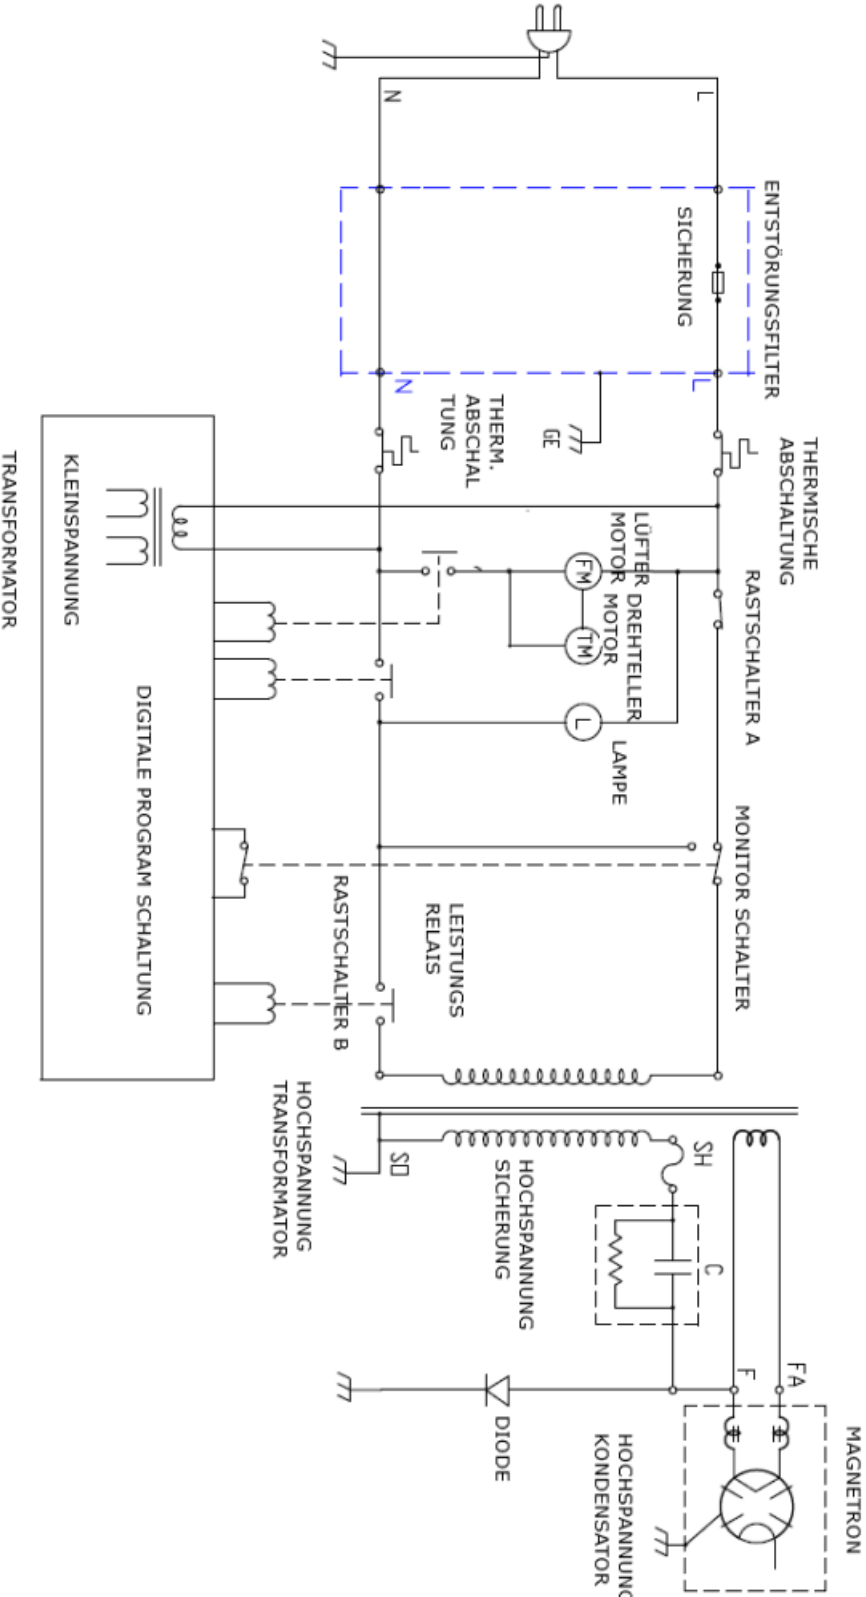 MAGNETRON
THERMISCHE
ABSCHALTUNG
ENTSTÖRUNGSFILTER
RASTSCHALTER A
MONITOR SCHALTER
FA
F
L
L
SICHERUNG
C
SH
HOCHSPANNUNG
KONDENSATOR
LÜFTER
MOTOR
DREHTELLER
MOTOR
LAMPE
FM
TM
L
GE
THERM.
ABSCHAL
TUNG
HOCHSPANNUNG
SICHERUNG
DIODE
LEISTUNGS
RELAIS
N
N
SO
RASTSCHALTER B
HOCHSPANNUNG
TRANSFORMATOR
DIGITALE PROGRAM SCHALTUNG
KLEINSPANNUNG
TRANSFORMATOR